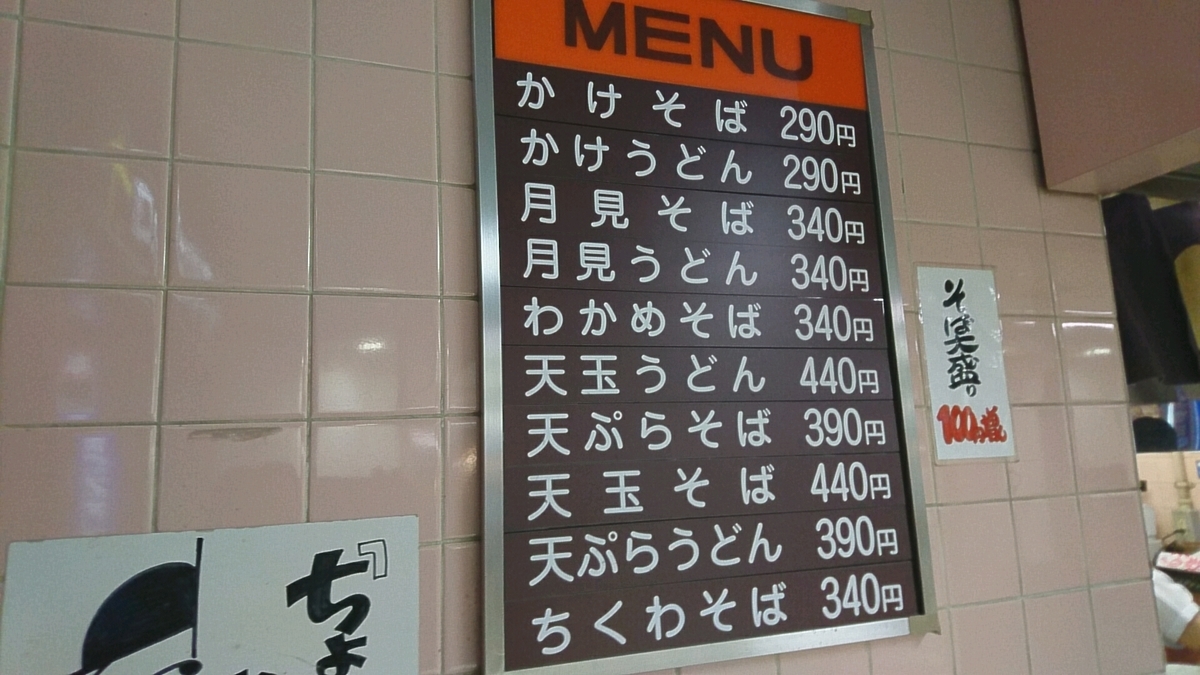 MENU
かけそば 290円
かけうどん 290円
月見そば 340円
月見うどん 340円
わかめそば 340円
天玉うどん 440円
天ぷらそば 390円
天玉そば 440円
天ぷらうどん 390円
ちくわそば 340円
そば大盛り
100円増
『ちょ